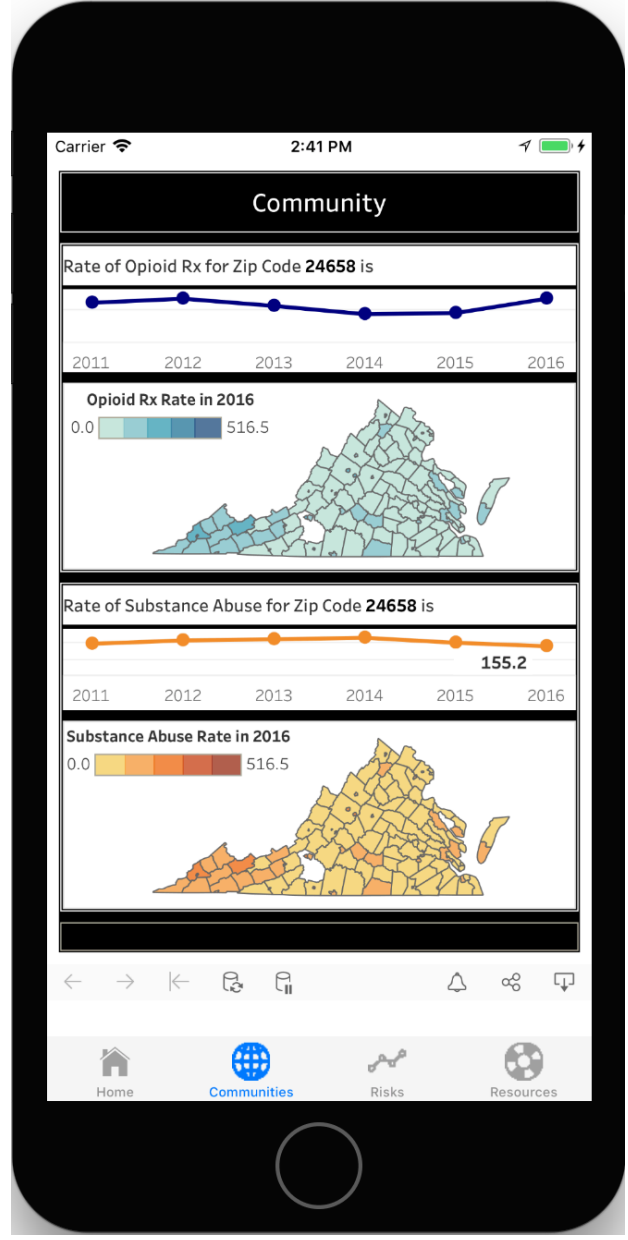 Carrier 2:41 PM
Community
Rate of Opioid Rx for Zip Code 24658 is
2011 2012 2013 2014 2015 2016
Opioid Rx Rate in 2016
0.0 516.5
Rate of Substance Abuse for Zip Code 24658 is
155.2
2011 2012 2013 2014 2015 2016
Substance Abuse Rate in 2016
0.0 516.5
Home Communities Risks Resources